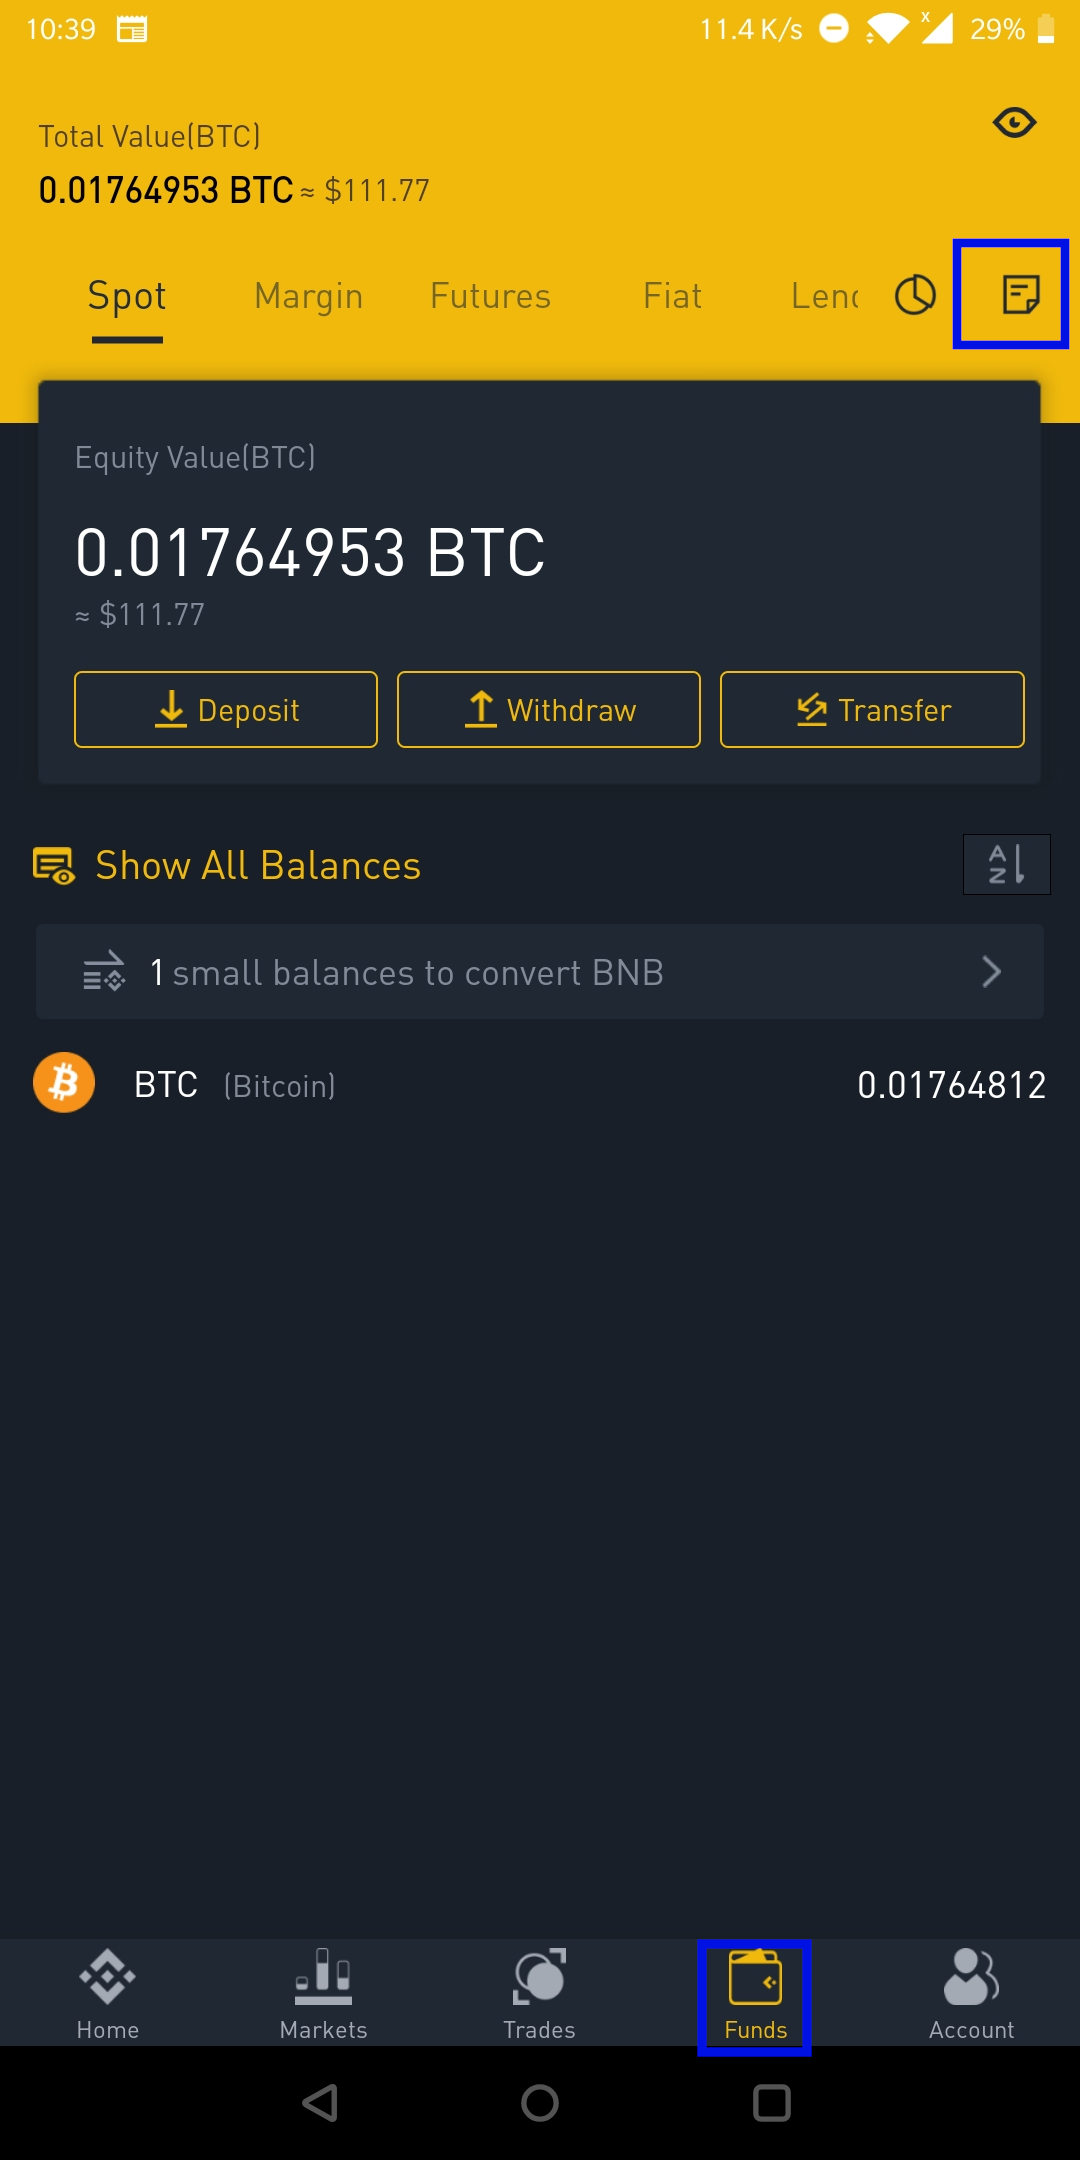 10:39 11.4 K/s x 29%
Total Value(BTC)
0.01764953 BTC ≈ $111.77
Spot Margin Futures Fiat Lend
Equity Value(BTC)
0.01764953 BTC
≈ $111.77
Deposit Withdraw Transfer
Show All Balances
A
Z
1 small balances to convert BNB
BTC (Bitcoin) 0.01764812
Home Markets Trades Funds Account